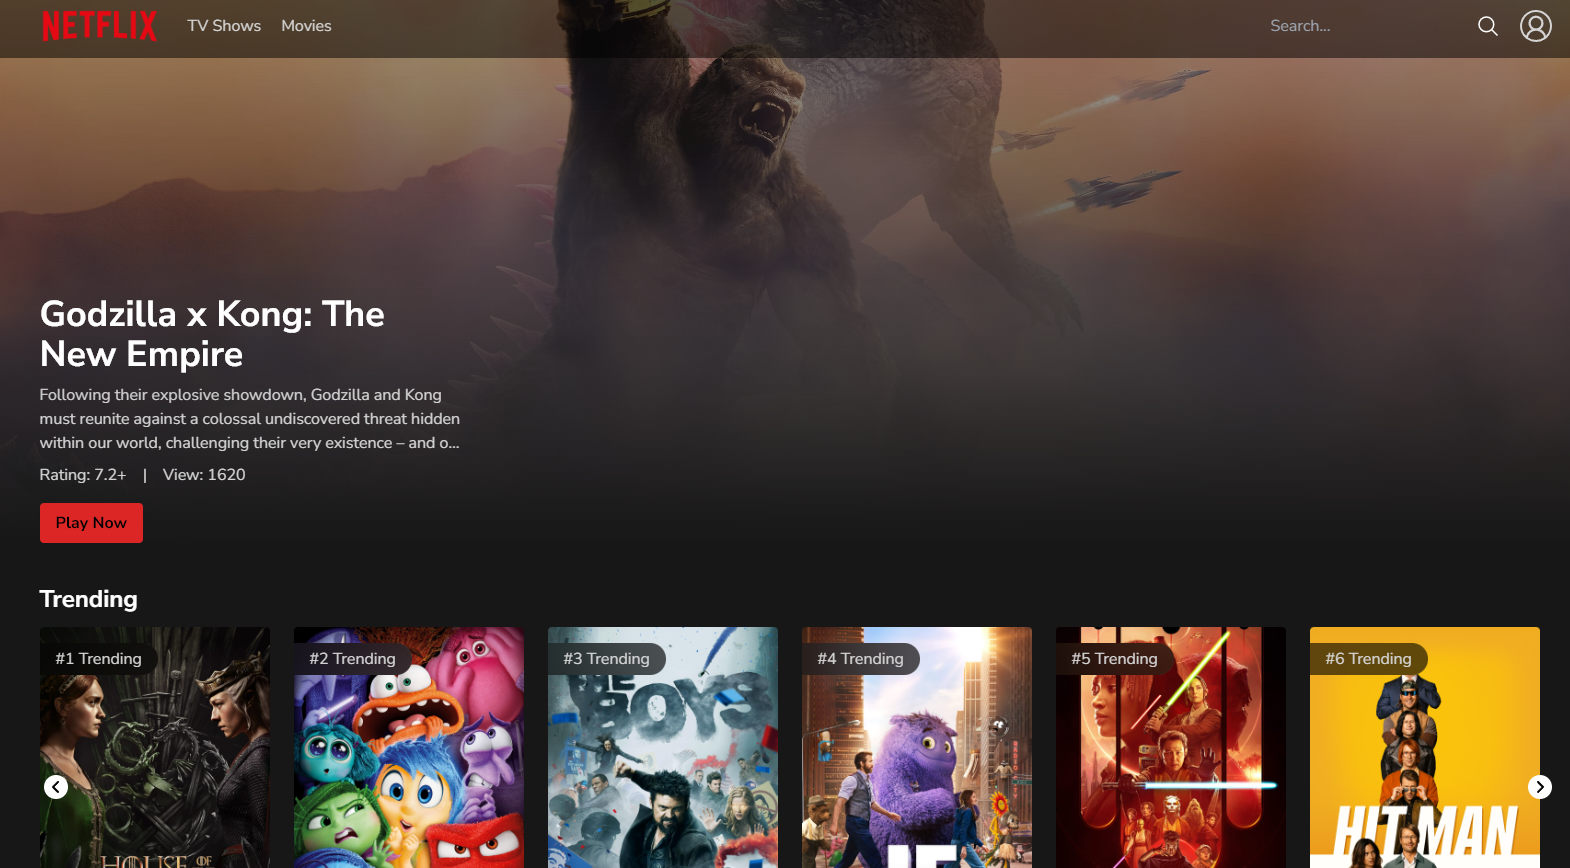 NETFLIX
TV Shows
Movies
Search...
Godzilla x Kong: The
New Empire
Following their explosive showdown, Godzilla and Kong
must reunite against a colossal undiscovered threat hidden
within our world, challenging their very existence – and o...
Rating: 7.2+ | View: 1620
Play Now
Trending
#1 Trending
#2 Trending
#3 Trending
#4 Trending
#5 Trending
#6 Trending
BOYS
HIT MAN
HOUSE OF
IF